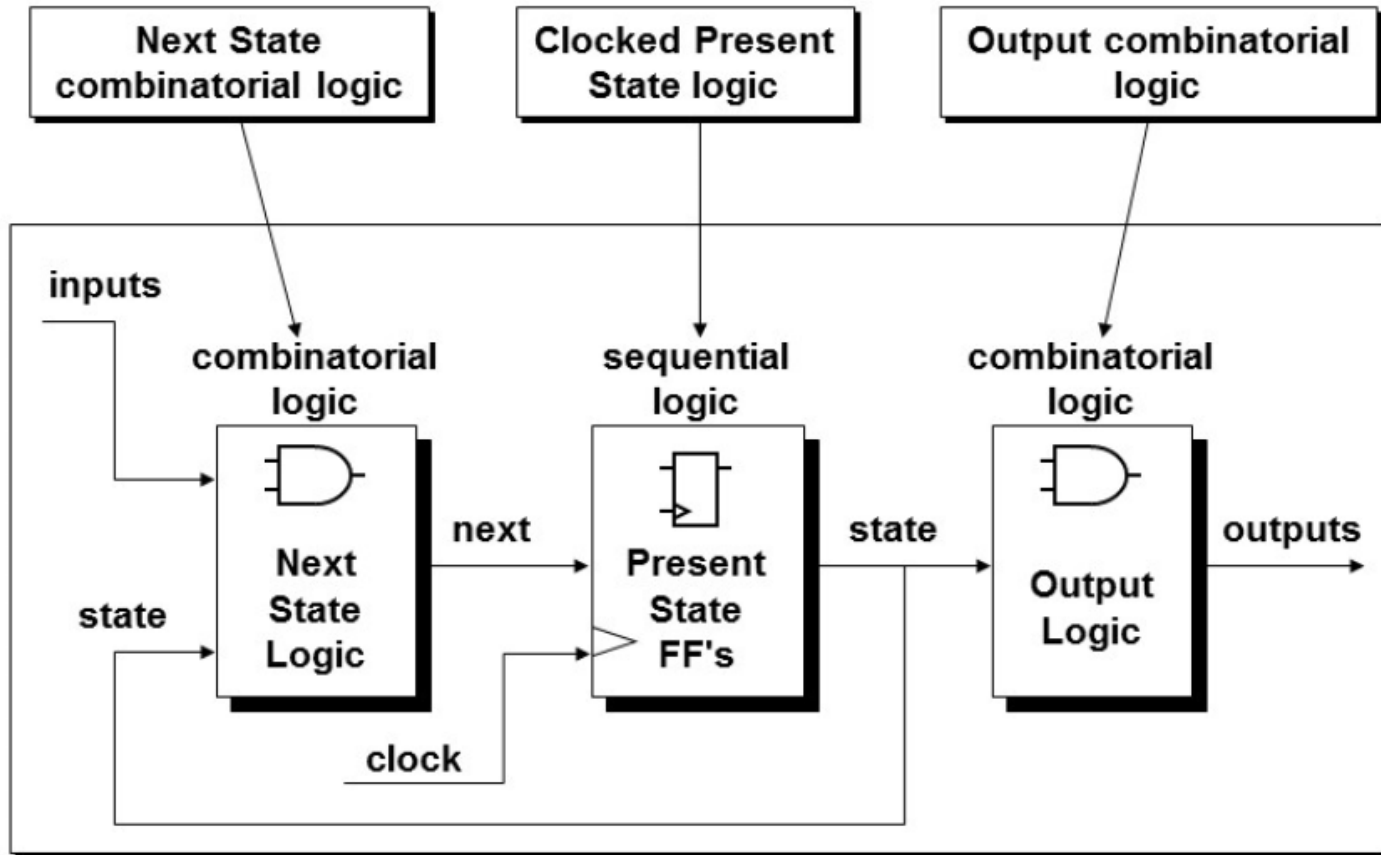 Next State
combinatorial logic
Clocked Present
State logic
Output combinatorial
logic
inputs
combinatorial
logic
sequential
logic
combinatorial
logic
next
state
outputs
Next
State
Logic
Present
State
FF's
Output
Logic
state
clock